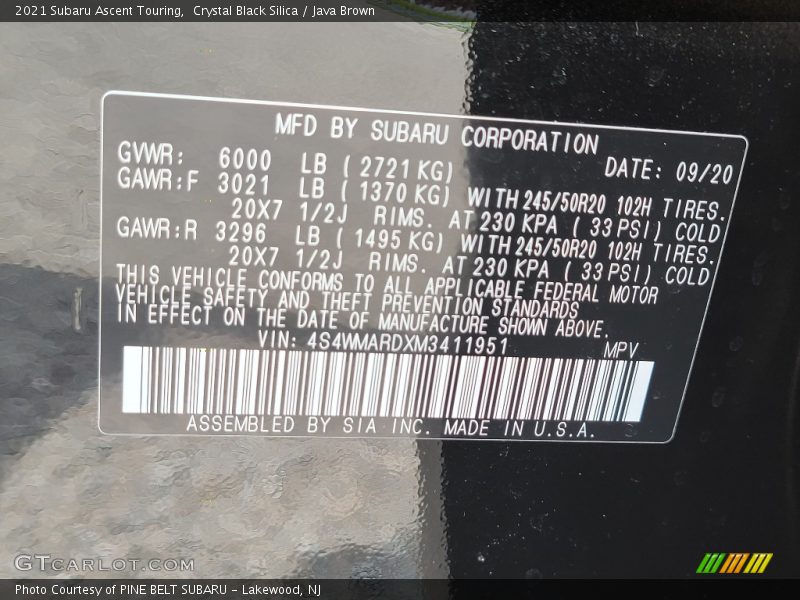 2021 Subaru Ascent Touring, Crystal Black Silica / Java Brown
MFD BY SUBARU CORPORATION
GVWR: 6000 LB ( 2721 KG) DATE: 09/20
GAWR:F 3021 LB ( 1370 KG) WITH 245/50R20 102H TIRES.
20X7 1/2J RIMS. AT 230 KPA ( 33 PSI) COLD
GAWR:R 3296 LB ( 1495 KG) WITH 245/50R20 102H TIRES.
20X7 1/2J RIMS. AT 230 KPA ( 33 PSI) COLD
THIS VEHICLE CONFORMS TO ALL APPLICABLE FEDERAL MOTOR
VEHICLE SAFETY AND THEFT PREVENTION STANDARDS
IN EFFECT ON THE DATE OF MANUFACTURE SHOWN ABOVE.
VIN: 4S4WMARDXM3411951 MPV
ASSEMBLED BY SIA INC. MADE IN U.S.A.
GTCARLOT.COM
Photo Courtesy of PINE BELT SUBARU - Lakewood, NJ